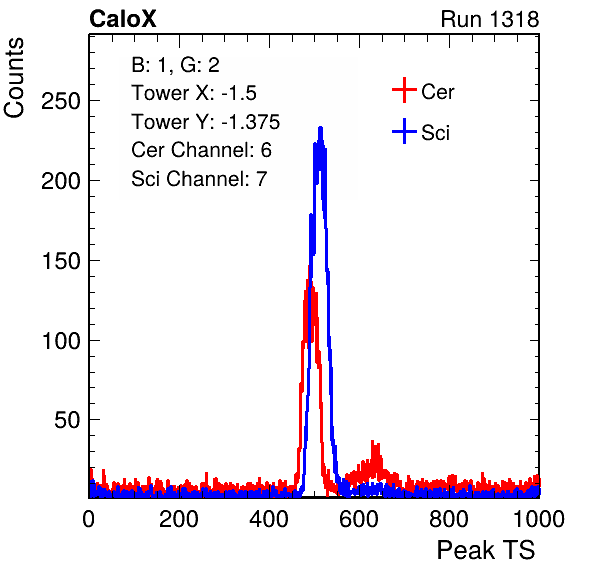 CaloX Run 1318
Counts
B: 1, G: 2
Tower X: -1.5
Tower Y: -1.375
Cer Channel: 6
Sci Channel: 7
Cer
Sci
250
200
150
100
50
0 200 400 600 800 1000
Peak TS